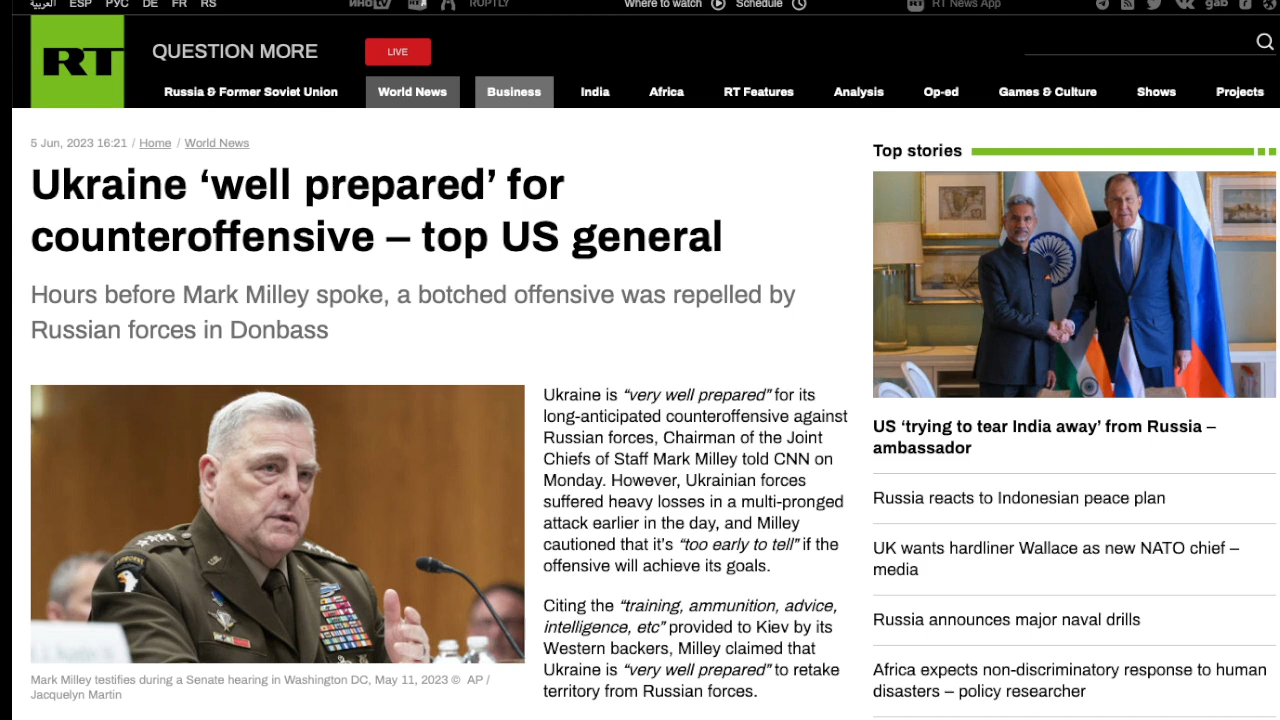 العربية ESP РУС DE FR RS ИНОTV RUPTLY Where to watch Schedule RT News App gab
RT QUESTION MORE LIVE
Russia & Former Soviet Union World News Business India Africa RT Features Analysis Op-ed Games & Culture Shows Projects
5 Jun, 2023 16:21 / Home / World News
Ukraine ‘well prepared’ for
counteroffensive – top US general
Hours before Mark Milley spoke, a botched offensive was repelled by
Russian forces in Donbass
AIRBORNE
Mark Milley testifies during a Senate hearing in Washington DC, May 11, 2023 © AP /
Jacquelyn Martin
Ukraine is “very well prepared” for its
long-anticipated counteroffensive against
Russian forces, Chairman of the Joint
Chiefs of Staff Mark Milley told CNN on
Monday. However, Ukrainian forces
suffered heavy losses in a multi-pronged
attack earlier in the day, and Milley
cautioned that it’s “too early to tell” if the
offensive will achieve its goals.
Citing the “training, ammunition, advice,
intelligence, etc” provided to Kiev by its
Western backers, Milley claimed that
Ukraine is “very well prepared” to retake
territory from Russian forces.
Top stories
US ‘trying to tear India away’ from Russia –
ambassador
Russia reacts to Indonesian peace plan
UK wants hardliner Wallace as new NATO chief –
media
Russia announces major naval drills
Africa expects non-discriminatory response to human
disasters – policy researcher